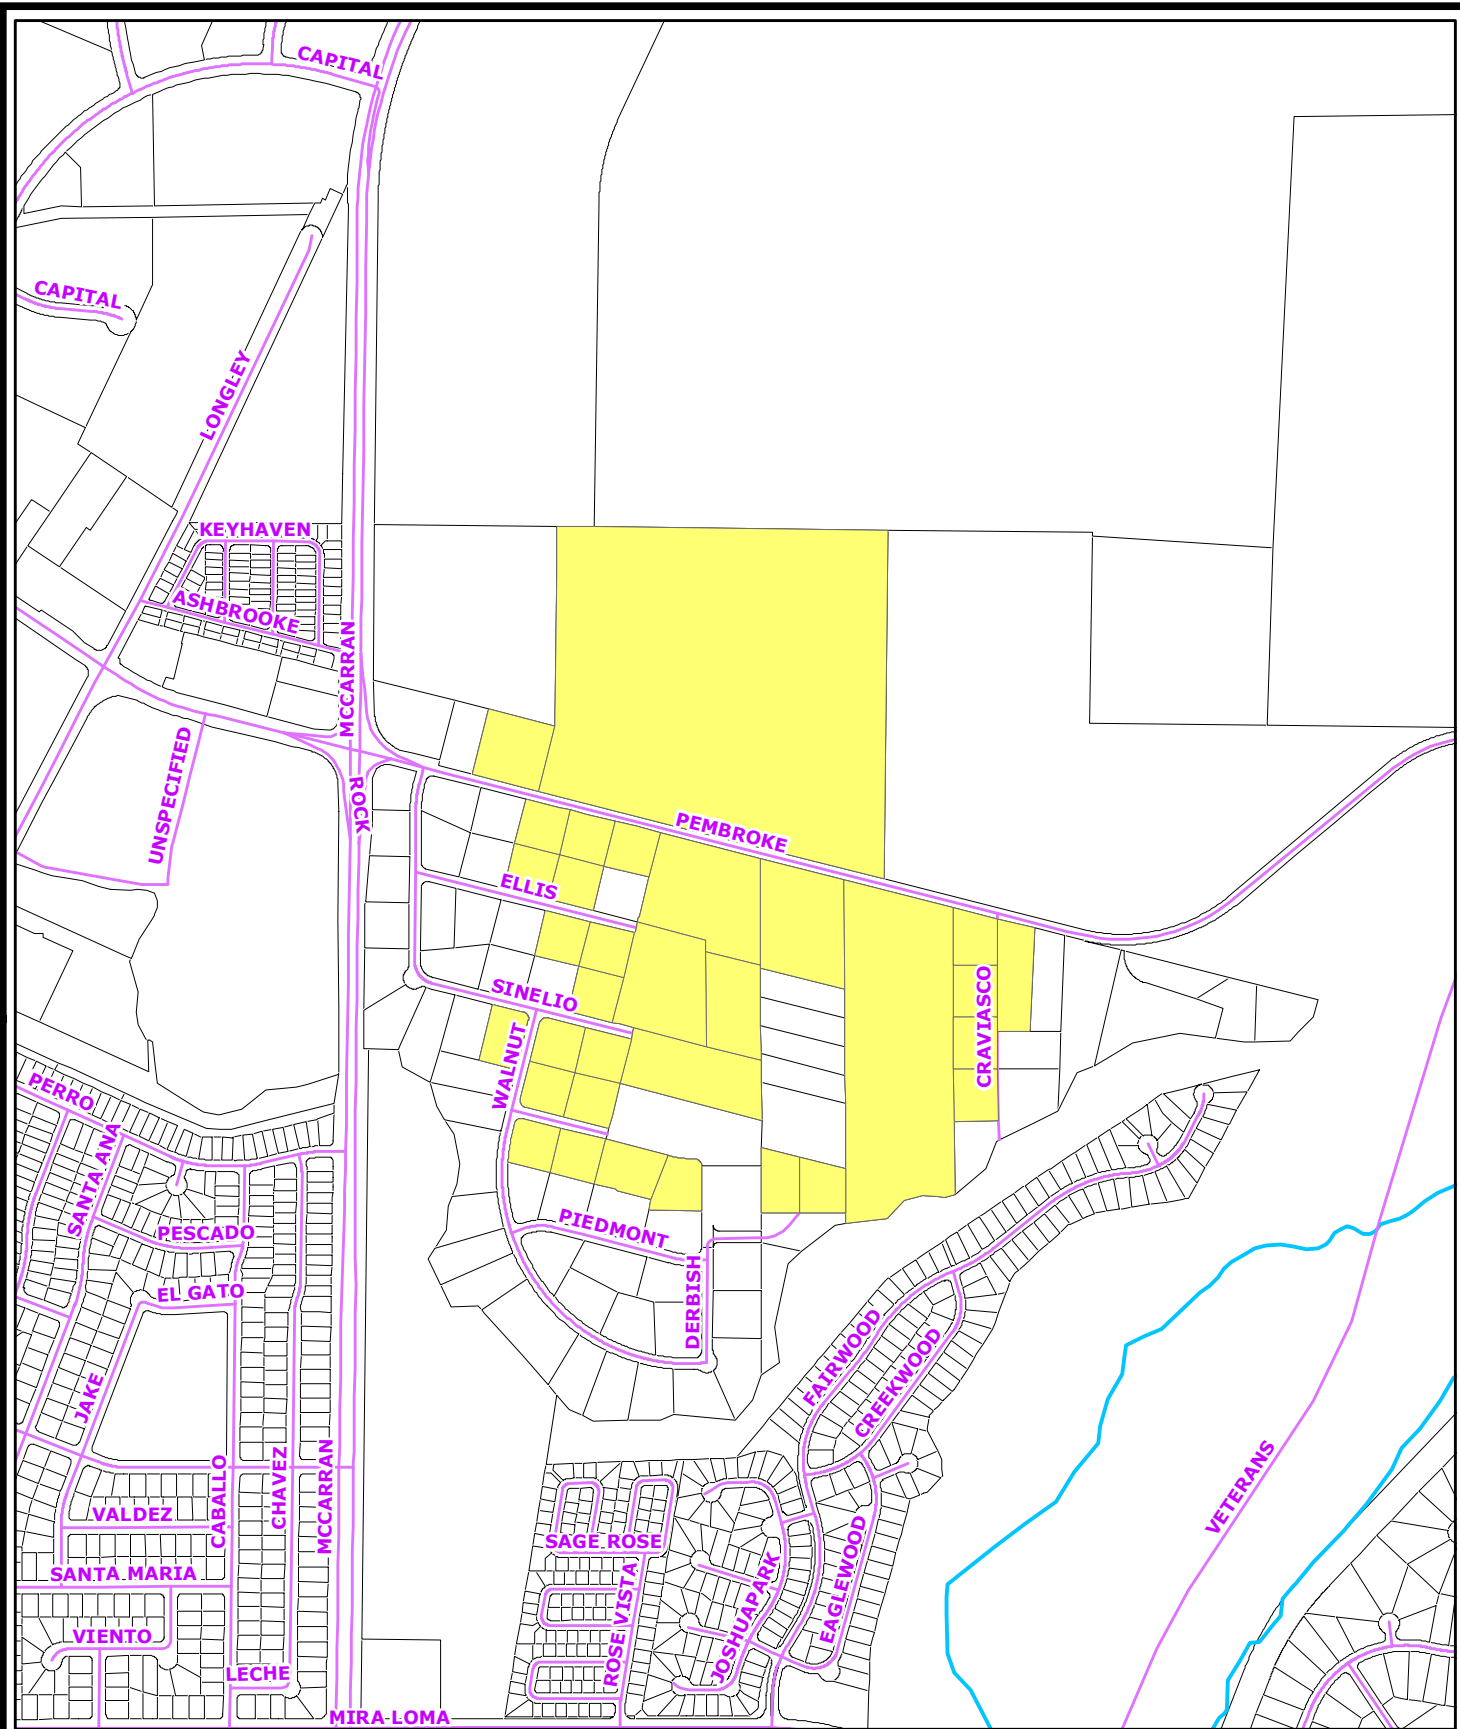 CAPITAL
CAPITAL
LONGLEY
KEYHAVEN
ASHBROOKE
MCCARRAN
UNSPECIFIED
ROCK
PEMBROKE
ELLIS
SINELIO
CRAVIASCO
WALNUT
PERRO
SANTA ANA
PESCADO
PIEDMONT
EL GATO
DERBISH
FAIRWOOD
CREEKWOOD
JAKE
CABALLO
CHAVEZ
MCCARRAN
VETERANS
VALDEZ
SAGE ROSE
SANTA MARIA
ROSE VISTA
JOSHUAPARK
EAGLEWOOD
VIENTO
LECHE
MIRA LOMA